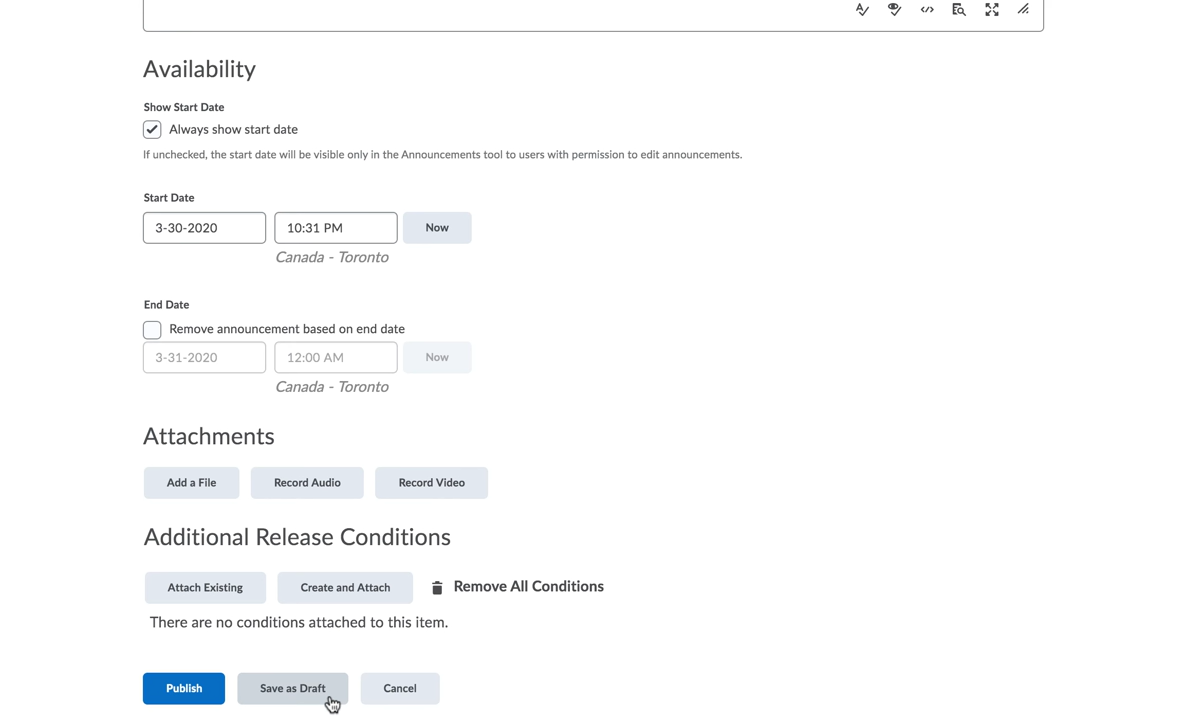 Availability
Show Start Date
Always show start date
If unchecked, the start date will be visible only in the Announcements tool to users with permission to edit announcements.
Start Date
3-30-2020 10:31 PM Now
Canada - Toronto
End Date
Remove announcement based on end date
3-31-2020 12:00 AM Now
Canada - Toronto
Attachments
Add a File Record Audio Record Video
Additional Release Conditions
Attach Existing Create and Attach Remove All Conditions
There are no conditions attached to this item.
Publish Save as Draft Cancel